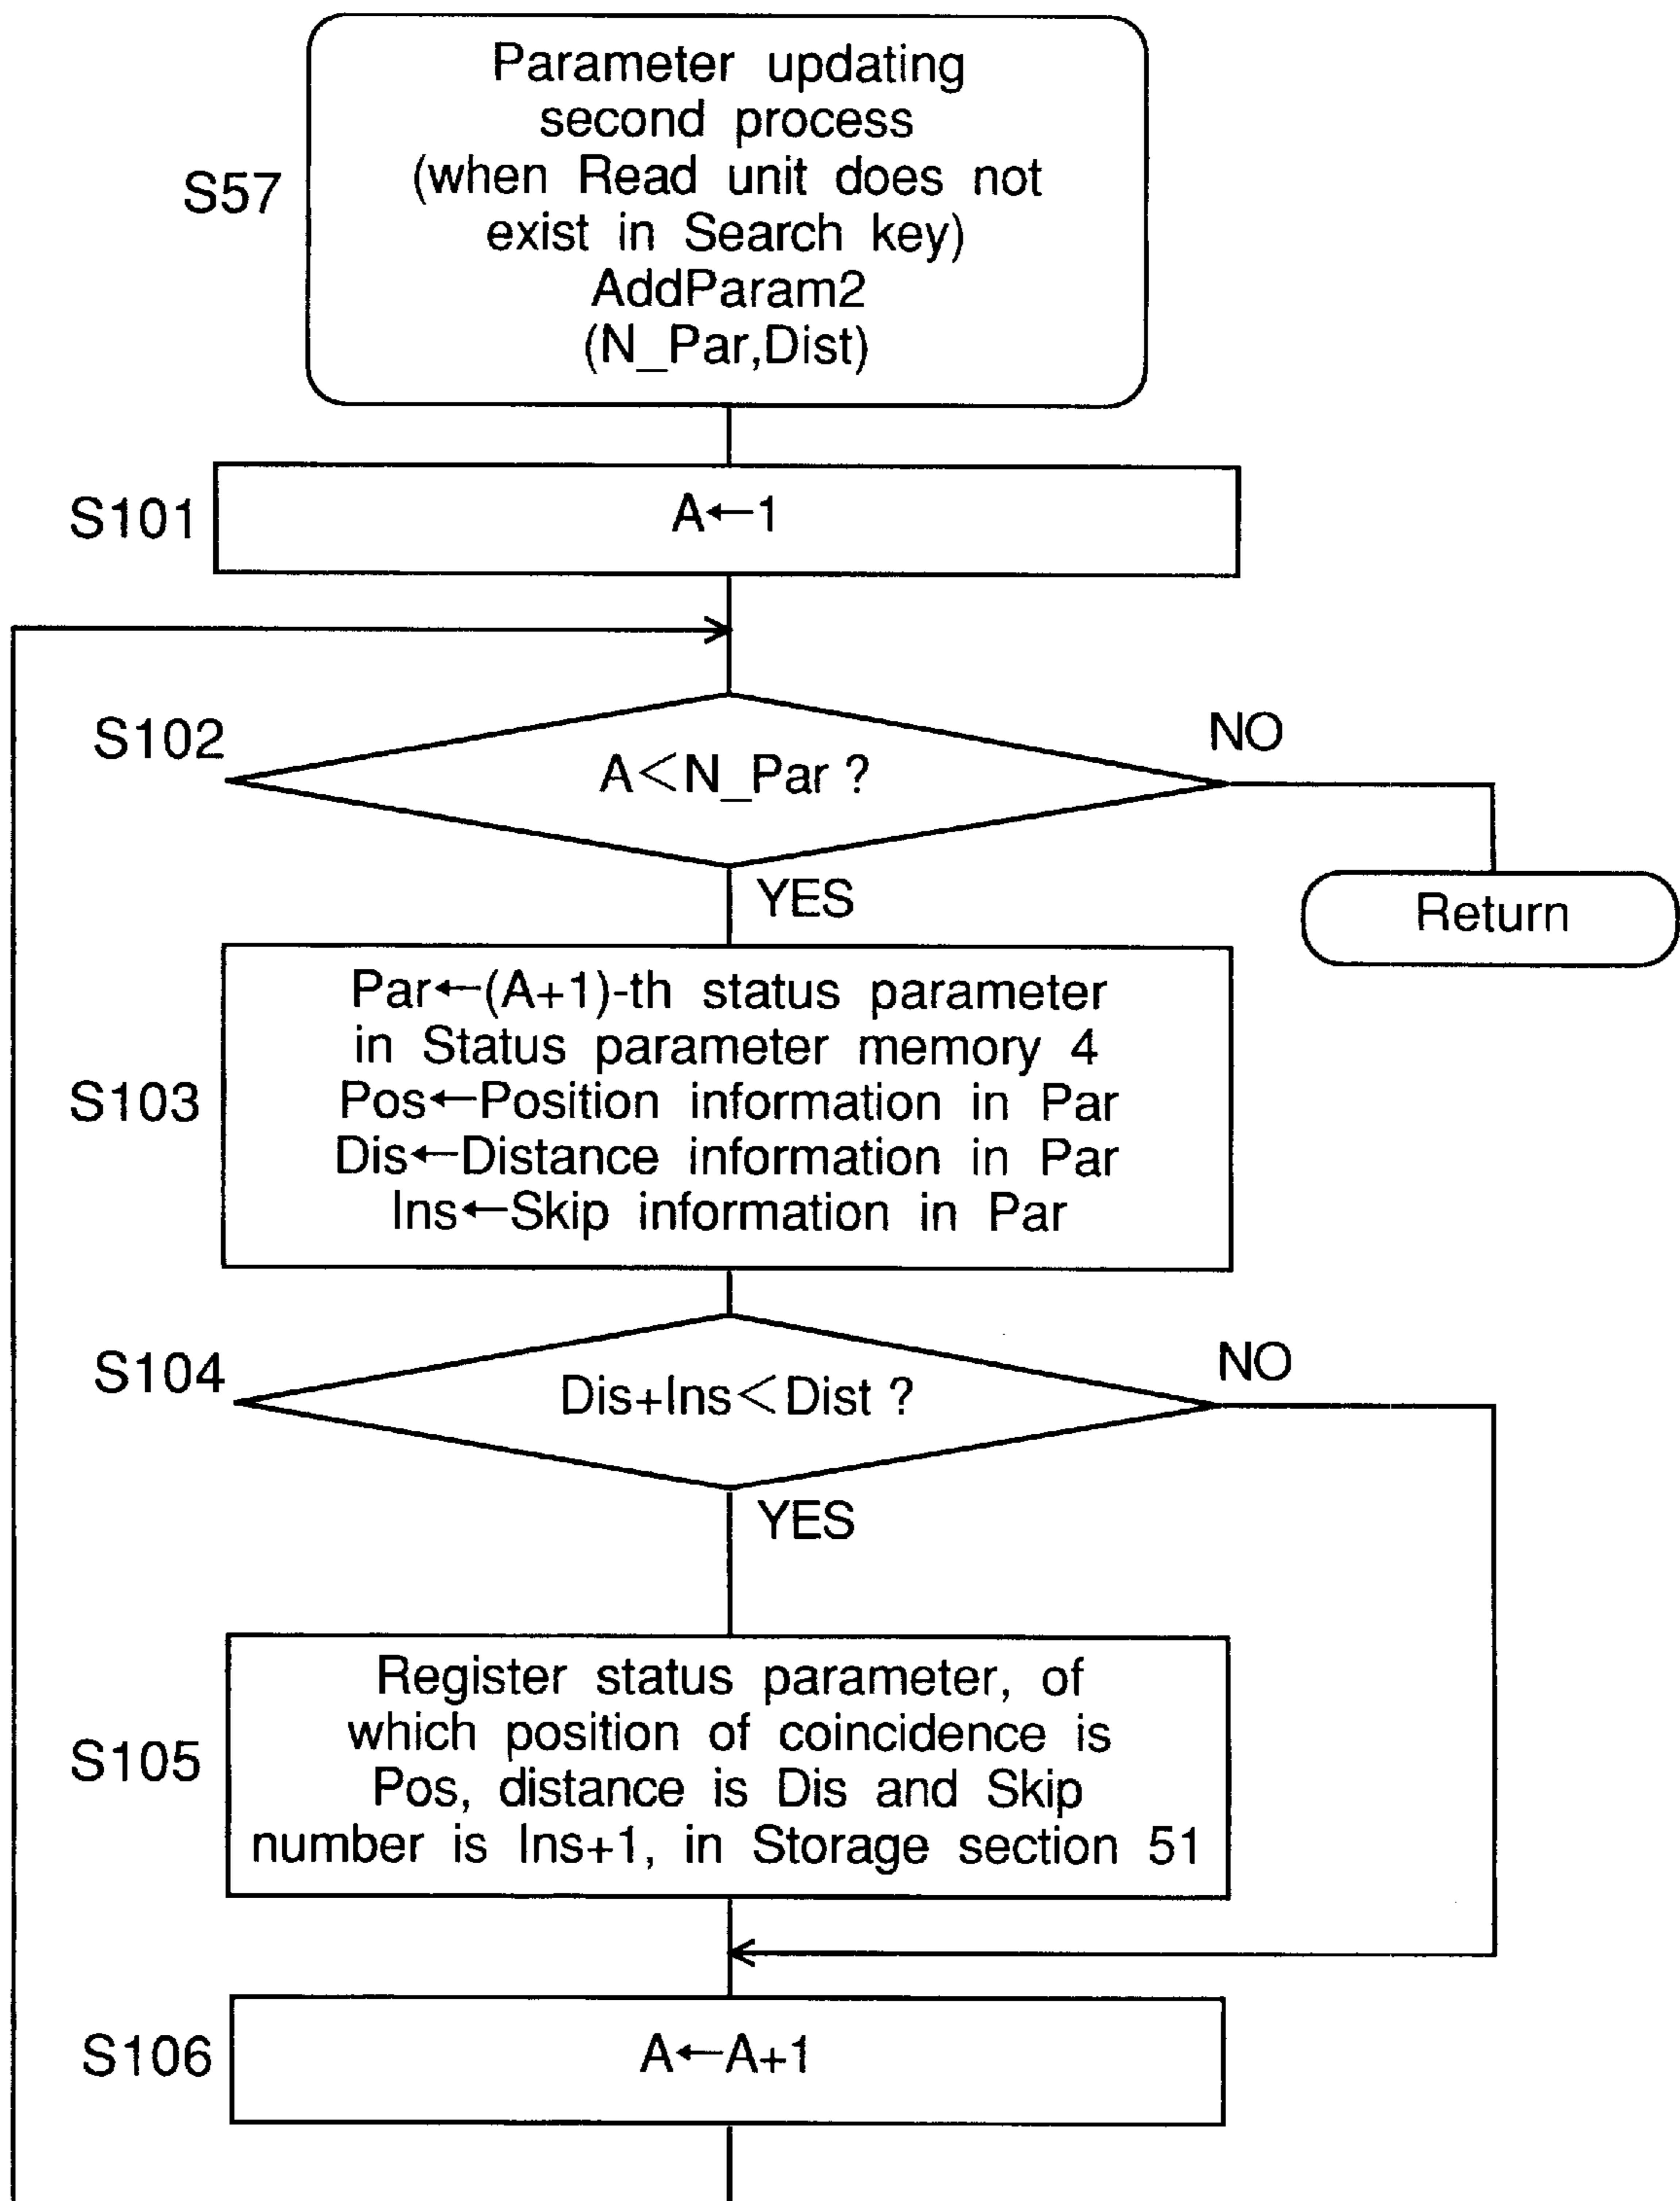 Parameter updating
second process
(when Read unit does not
exist in Search key)
AddParam2
(N_Par,Dist)
S57
S101
A←1
S102
A<N_Par ?
NO
YES
Return
S103
Par←(A+1)-th status parameter
in Status parameter memory 4
Pos←Position information in Par
Dis←Distance information in Par
Ins←Skip information in Par
S104
Dis+Ins<Dist ?
NO
YES
S105
Register status parameter, of
which position of coincidence is
Pos, distance is Dis and Skip
number is Ins+1, in Storage section 51
S106
A←A+1